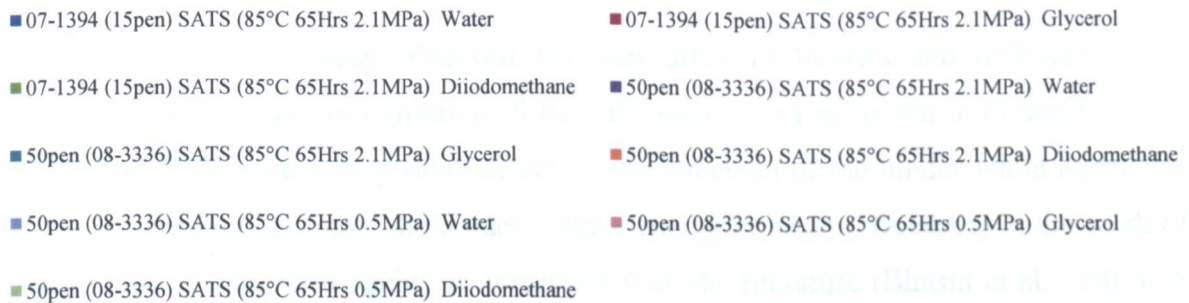 07-1394 (15pen) SATS (85°C 65Hrs 2.1MPa) Water
07-1394 (15pen) SATS (85°C 65Hrs 2.1MPa) Glycerol
07-1394 (15pen) SATS (85°C 65Hrs 2.1MPa) Diiodomethane
50pen (08-3336) SATS (85°C 65Hrs 2.1MPa) Water
50pen (08-3336) SATS (85°C 65Hrs 2.1MPa) Glycerol
50pen (08-3336) SATS (85°C 65Hrs 2.1MPa) Diiodomethane
50pen (08-3336) SATS (85°C 65Hrs 0.5MPa) Water
50pen (08-3336) SATS (85°C 65Hrs 0.5MPa) Glycerol
50pen (08-3336) SATS (85°C 65Hrs 0.5MPa) Diiodomethane